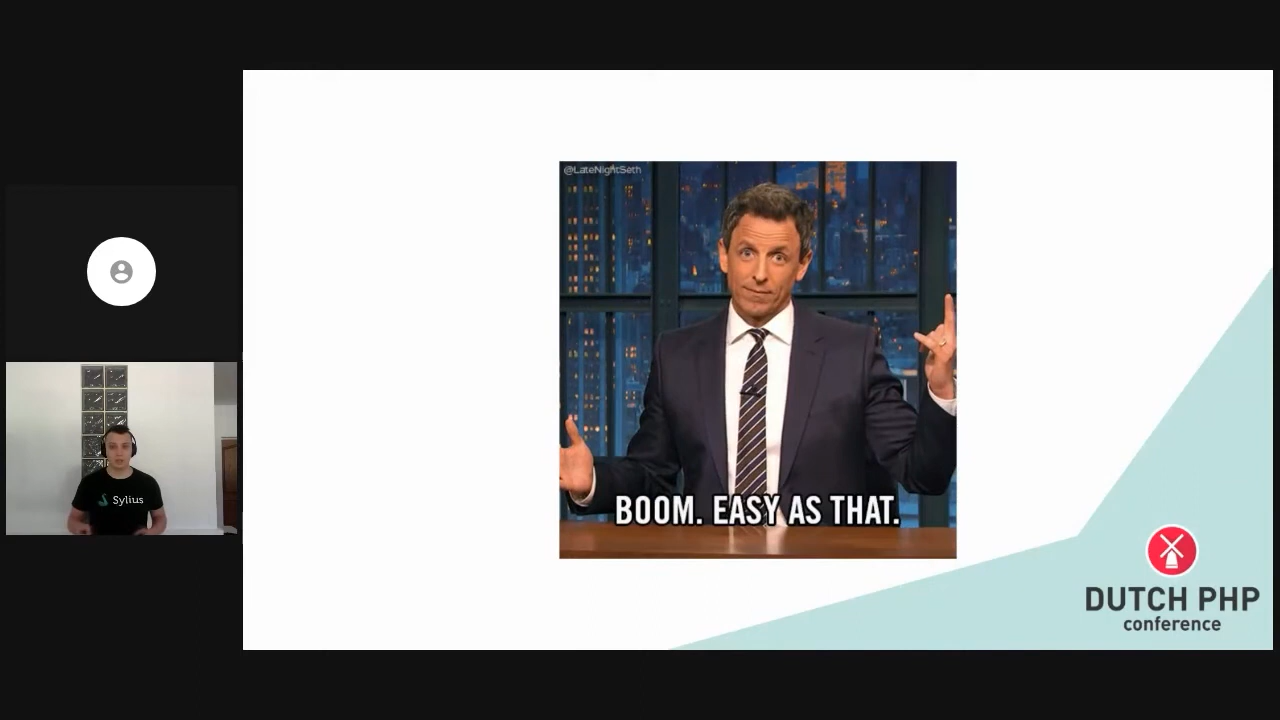 @LateNightSeth
BOOM. EASY AS THAT.
Sylius
DUTCH PHP
conference